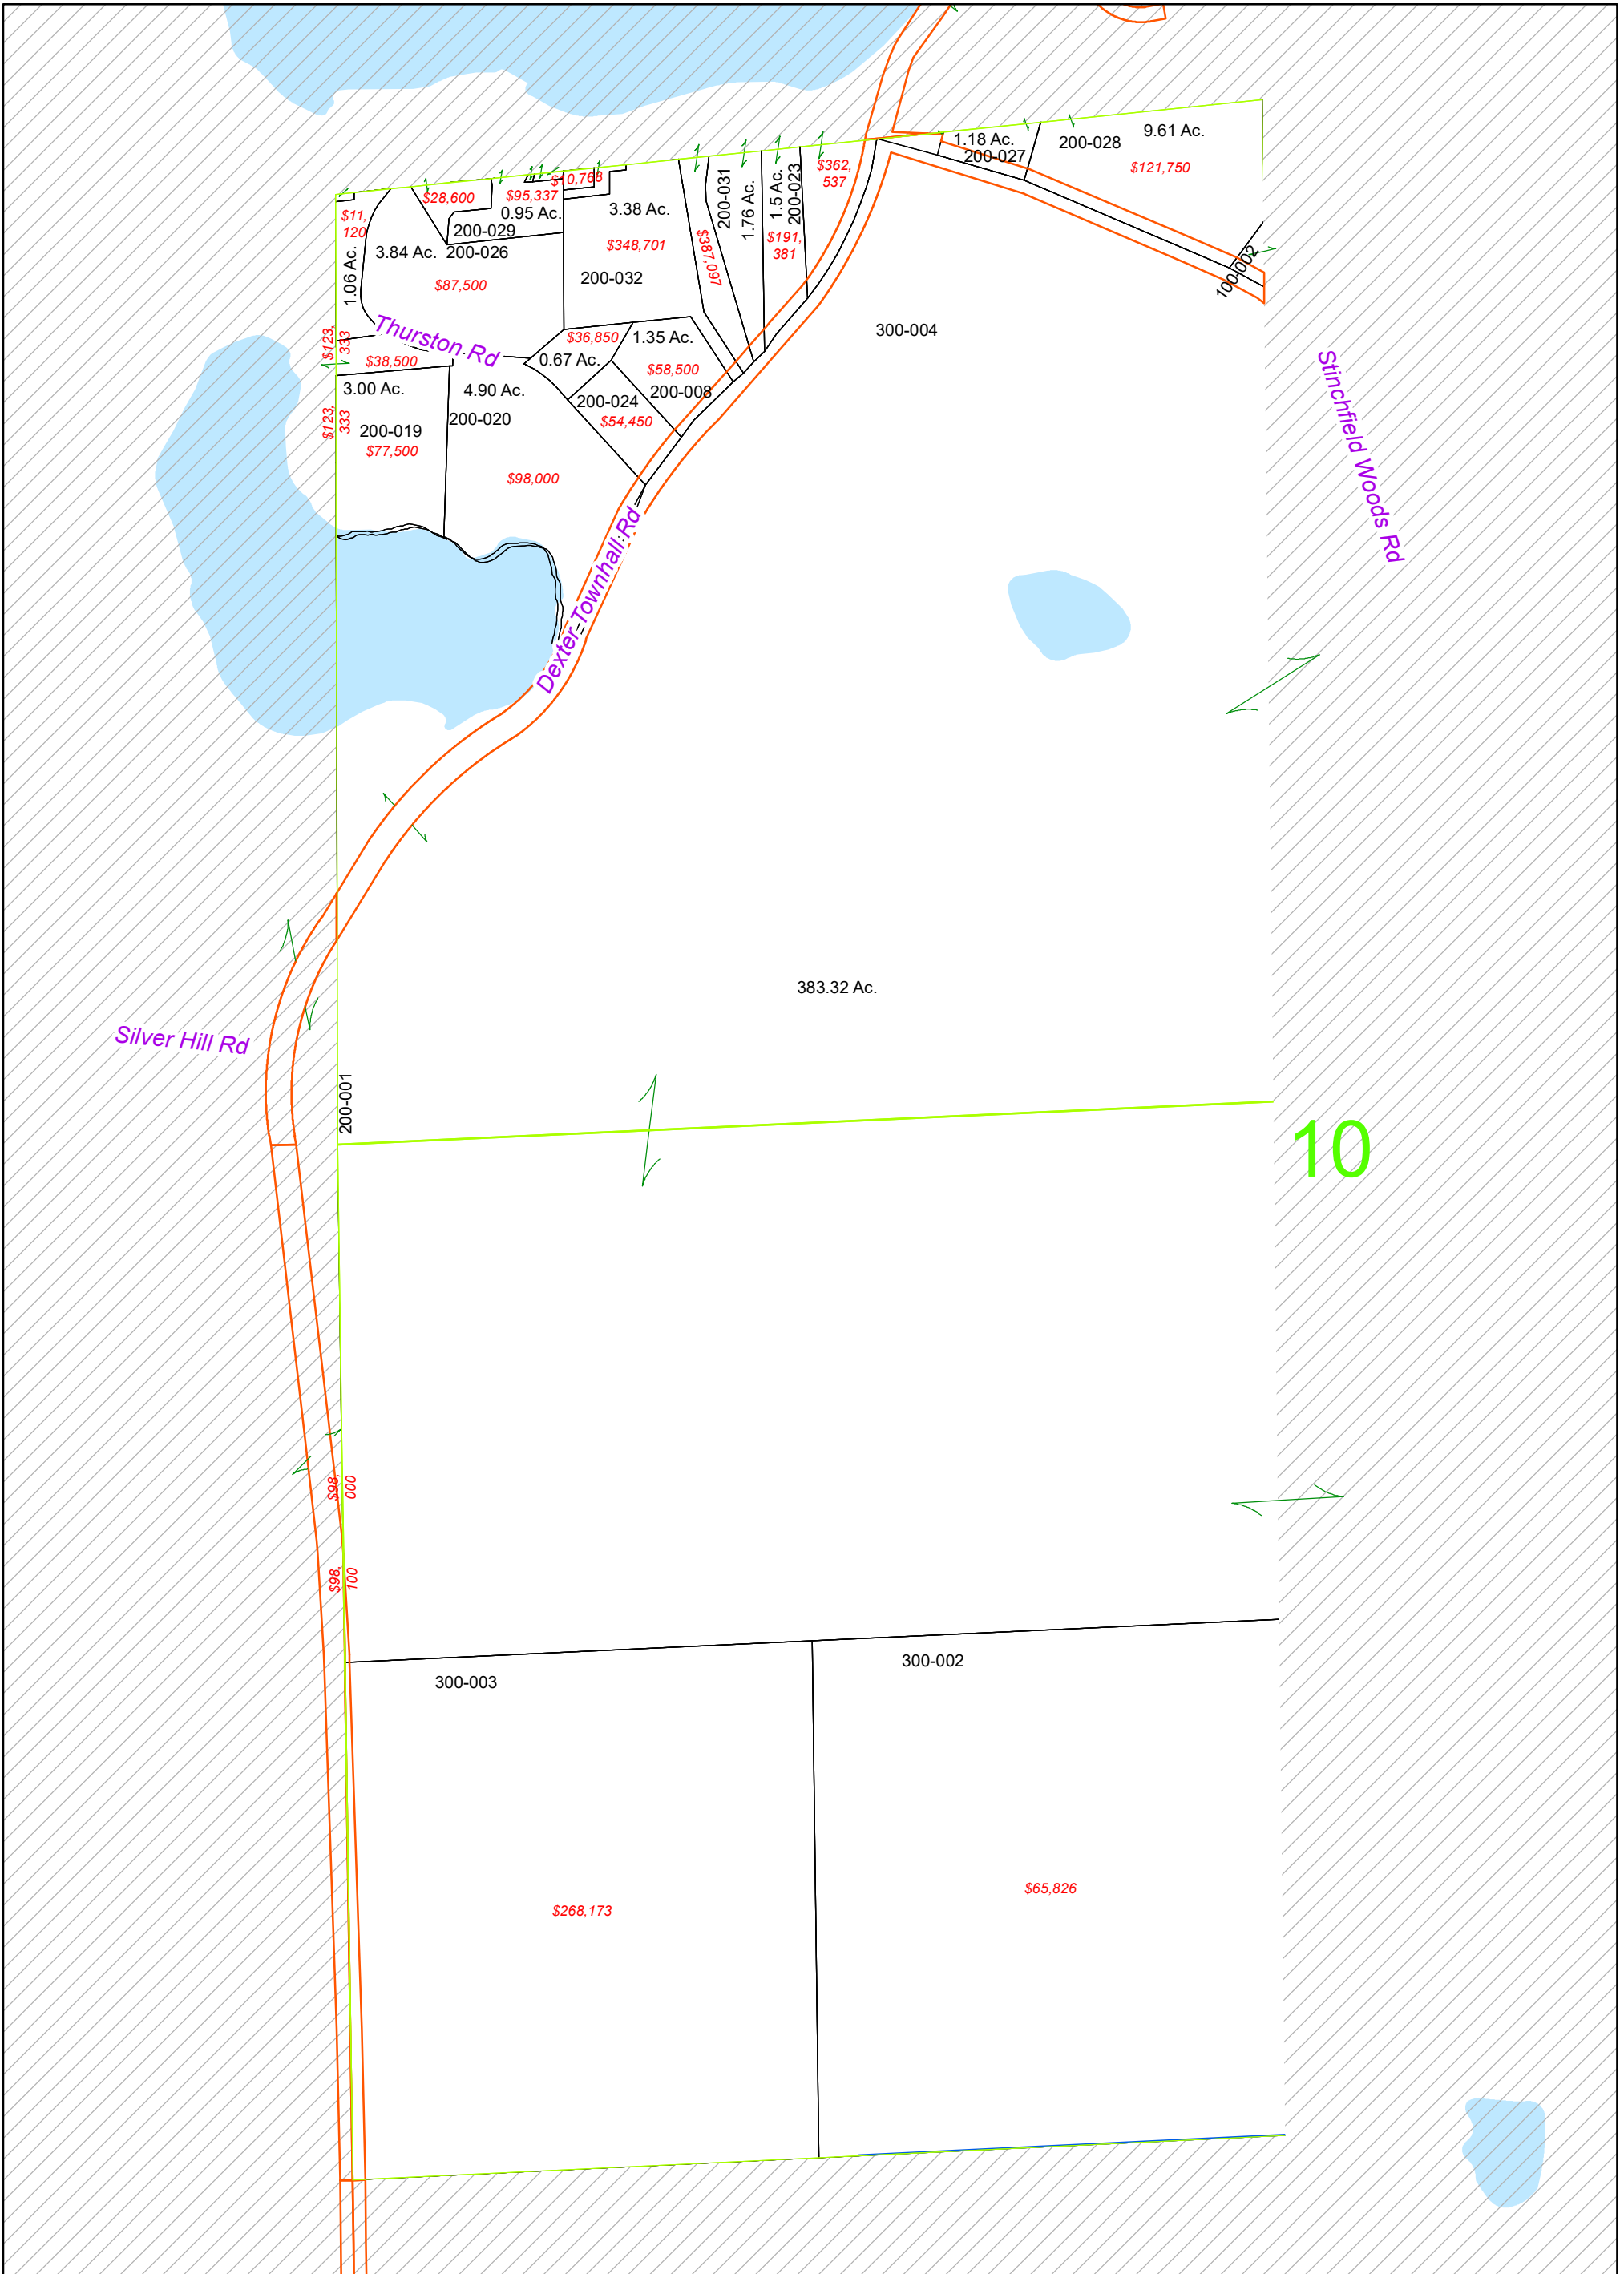 9.61 Ac.
1.18 Ac.
200-028
200-027
$121,750
$362,
537
$10,768
$28,600
$95,337
0.95 Ac.
200-029
3.38 Ac.
$348,701
200-032
200-031
1.76 Ac.
1.5 Ac.
200-023
$191,
381
$387,097
$11,
120
1.06 Ac.
3.84 Ac.
200-026
$87,500
100-002
Thurston Rd
$123,
333
$38,500
$36,850
0.67 Ac.
1.35 Ac.
$58,500
200-008
300-004
3.00 Ac.
4.90 Ac.
200-024
$54,450
$123,
333
200-019
$77,500
200-020
$98,000
Stinchfield Woods Rd
Dexter Townhall Rd
383.32 Ac.
Silver Hill Rd
200-001
10
$98,
000
$98,
100
300-003
300-002
$268,173
$65,826